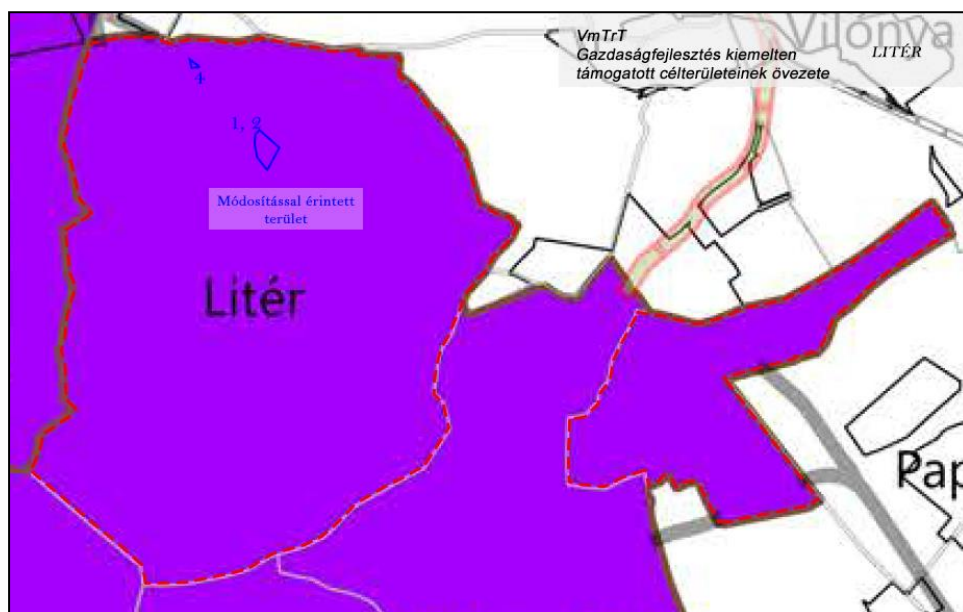 VmTrT
Gazdaságfejlesztés kiemelten
támogatott célterületeinek övezete
LITÉR
Vilonya
4
1, 2
Módosítással érintett
terület
Litér
Pap